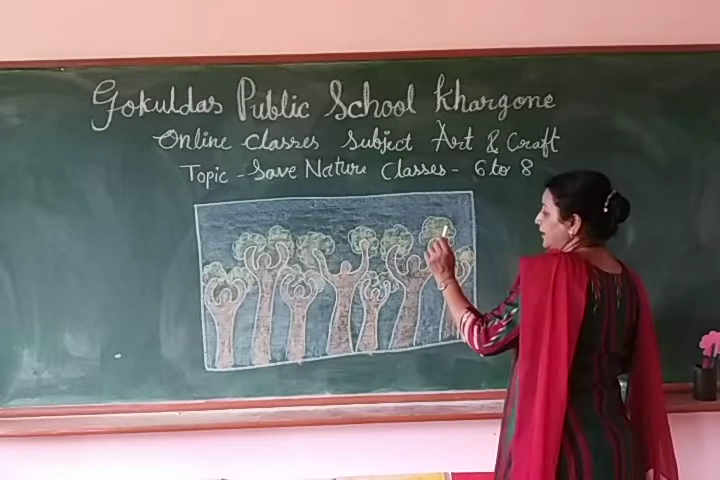 Gokuldas Public School Khargone
Online Classes Subject Art & Craft
Topic - Save Nature Classes - 6 to 8